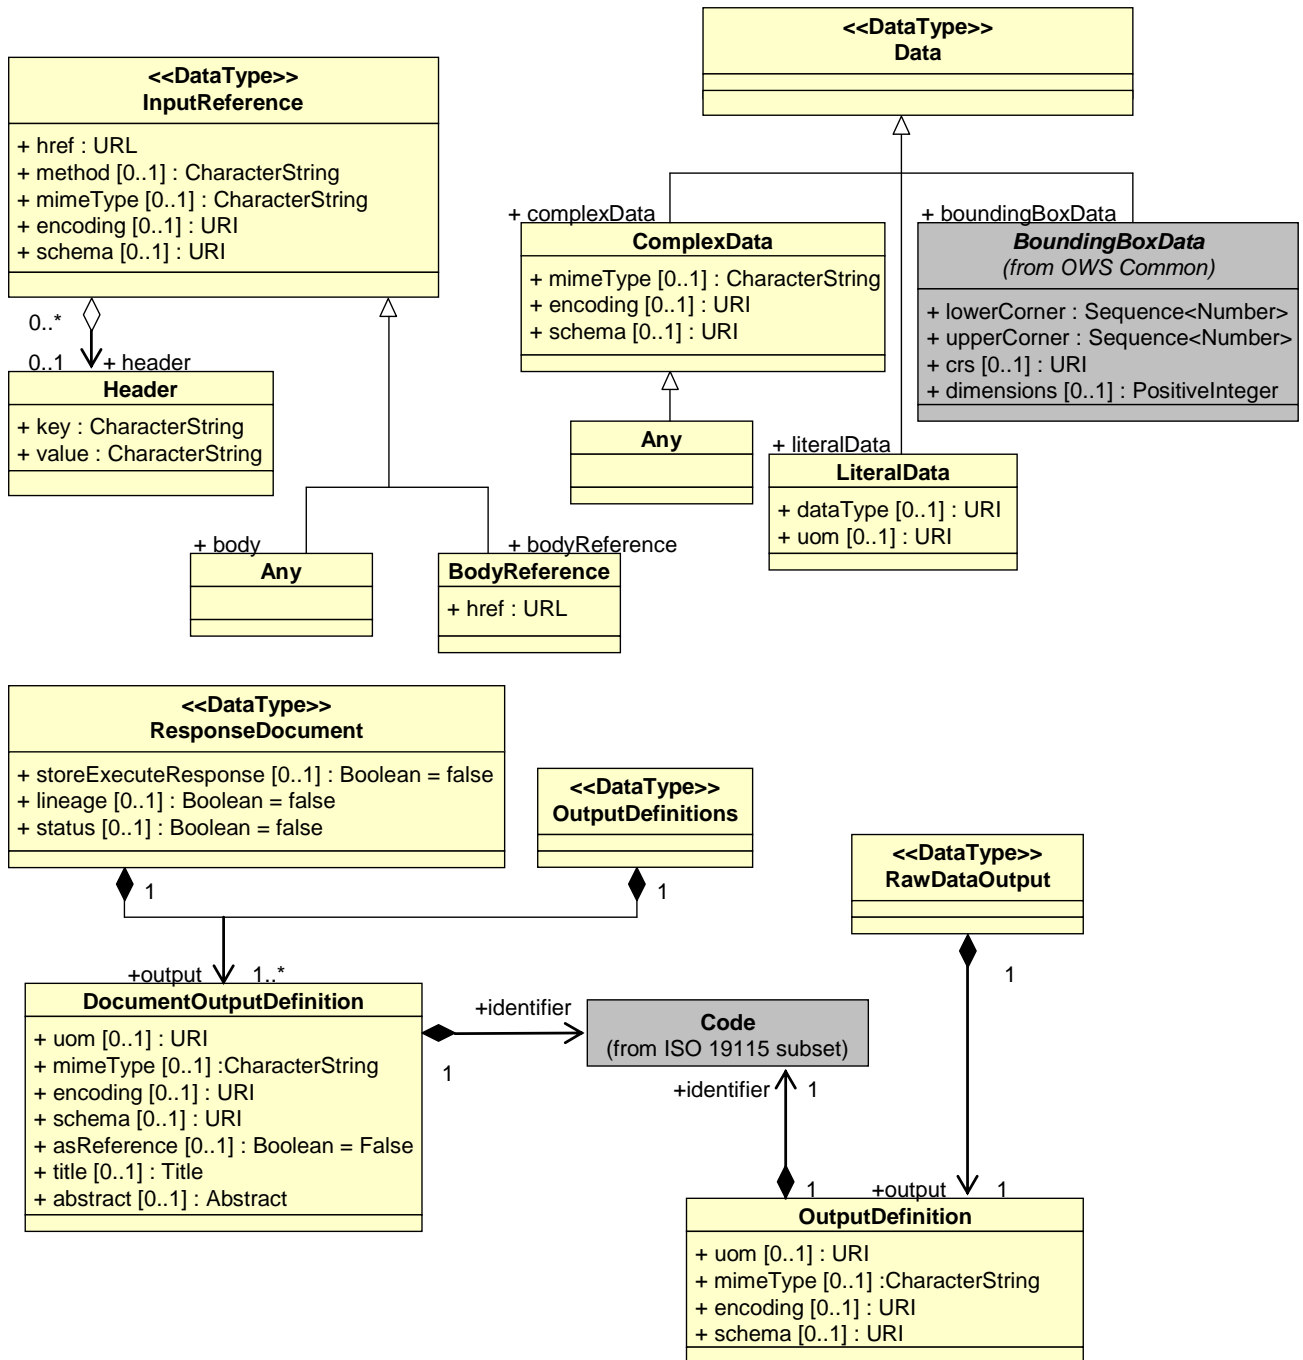 <<DataType>>
InputReference
+ href : URL
+ method [0..1] : CharacterString
+ mimeType [0..1] : CharacterString
+ encoding [0..1] : URI
+ schema [0..1] : URI
0..*
0..1
+ header
Header
+ key : CharacterString
+ value : CharacterString
+ body
Any
+ bodyReference
BodyReference
+ href : URL
<<DataType>>
Data
+ complexData
ComplexData
+ mimeType [0..1] : CharacterString
+ encoding [0..1] : URI
+ schema [0..1] : URI
Any
+ literalData
LiteralData
+ dataType [0..1] : URI
+ uom [0..1] : URI
+ boundingBoxData
BoundingBoxData
(from OWS Common)
+ lowerCorner : Sequence<Number>
+ upperCorner : Sequence<Number>
+ crs [0..1] : URI
+ dimensions [0..1] : PositiveInteger
<<DataType>>
ResponseDocument
+ storeExecuteResponse [0..1] : Boolean = false
+ lineage [0..1] : Boolean = false
+ status [0..1] : Boolean = false
1
<<DataType>>
OutputDefinitions
1
+output
1..*
DocumentOutputDefinition
+ uom [0..1] : URI
+ mimeType [0..1] :CharacterString
+ encoding [0..1] : URI
+ schema [0..1] : URI
+ asReference [0..1] : Boolean = False
+ title [0..1] : Title
+ abstract [0..1] : Abstract
1
+identifier
Code
(from ISO 19115 subset)
+identifier
1
1
<<DataType>>
RawDataOutput
1
+output
1
OutputDefinition
+ uom [0..1] : URI
+ mimeType [0..1] :CharacterString
+ encoding [0..1] : URI
+ schema [0..1] : URI